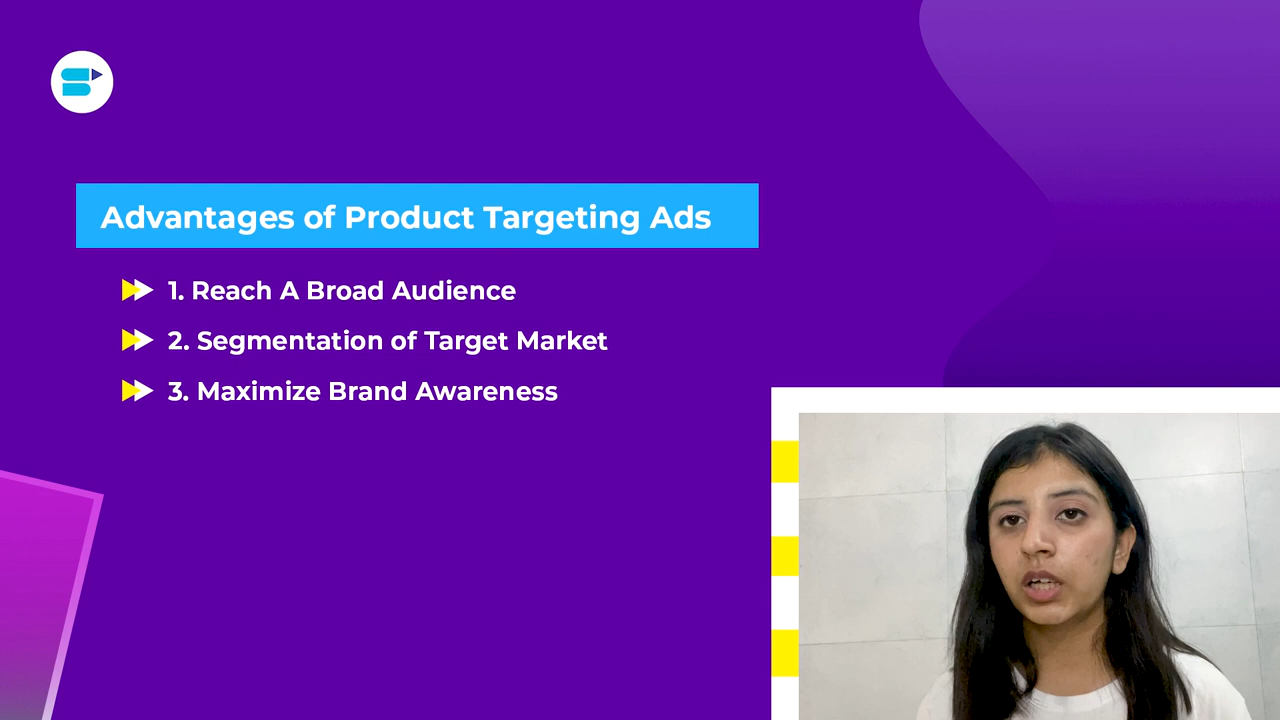 Advantages of Product Targeting Ads
1. Reach A Broad Audience
2. Segmentation of Target Market
3. Maximize Brand Awareness